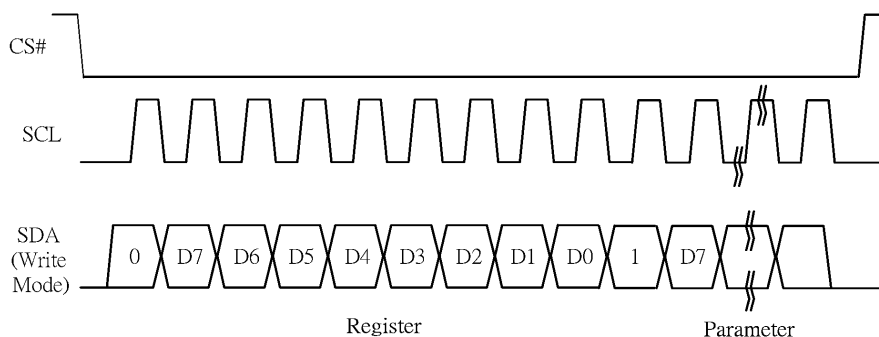 CS#
SCL
SDA
(Write
Mode)
0 D7 D6 D5 D4 D3 D2 D1 D0 1 D7
Register Parameter